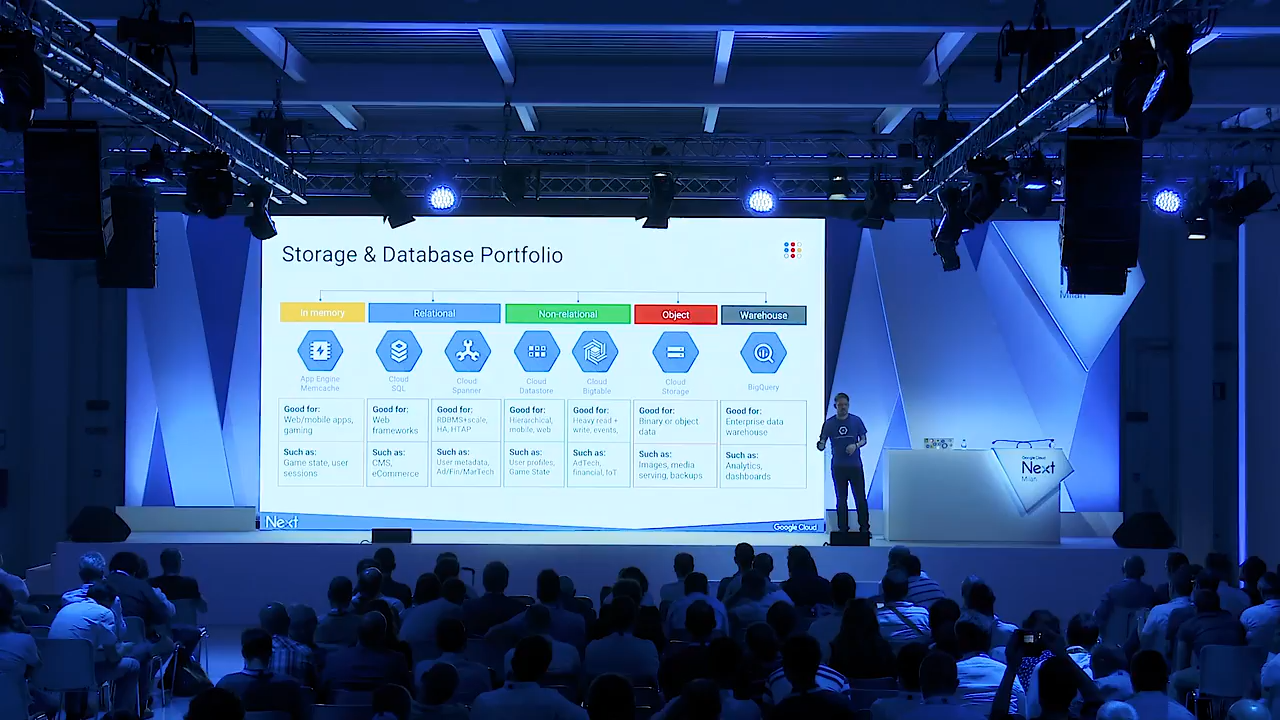 Storage & Database Portfolio
In memory
Relational
Non-relational
Object
Warehouse
App Engine
Memcache
Cloud
SQL
Cloud
Spanner
Cloud
Datastore
Cloud
Bigtable
Cloud
Storage
BigQuery
Good for:
Web/mobile apps,
gaming
Good for:
Web
frameworks
Good for:
RDBMS+scale,
HA, HTAP
Good for:
Hierarchical,
mobile, web
Good for:
Heavy read +
write, events,
Good for:
Binary or object
data
Good for:
Enterprise data
warehouse
Such as:
Game state, user
sessions
Such as:
CMS,
eCommerce
Such as:
User metadata,
Ad/Fin/MarTech
Such as:
User profiles,
Game State
Such as:
AdTech,
financial, IoT
Such as:
Images, media
serving, backups
Such as:
Analytics,
dashboards
Next
Google Cloud
Google Cloud
Next
Milan
Milan